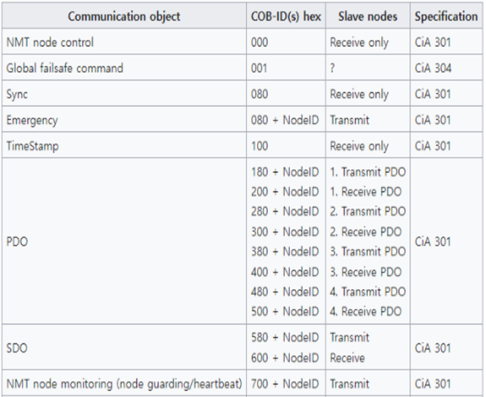 Communication object COB-ID(s) hex Slave nodes Specification
NMT node control 000 Receive only CiA 301
Global failsafe command 001 ? CiA 304
Sync 080 Receive only CiA 301
Emergency 080 + NodeID Transmit CiA 301
TimeStamp 100 Receive only CiA 301
180 + NodeID 1. Transmit PDO
200 + NodeID 1. Receive PDO
280 + NodeID 2. Transmit PDO
300 + NodeID 2. Receive PDO
PDO CiA 301
380 + NodeID 3. Transmit PDO
400 + NodeID 3. Receive PDO
480 + NodeID 4. Transmit PDO
500 + NodeID 4. Receive PDO
580 + NodeID Transmit
SDO CiA 301
600 + NodeID Receive
NMT node monitoring (node guarding/heartbeat) 700 + NodeID Transmit CiA 301